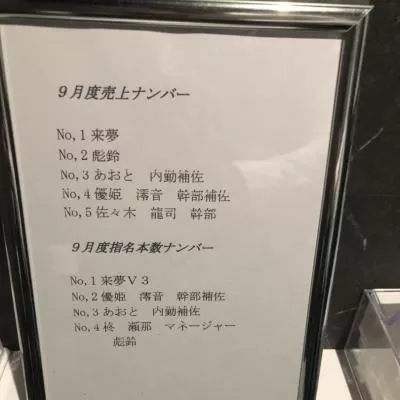 ９月度売上ナンバー
No,１来夢
No,２彪鈴
No,３あおと　内勤補佐
No,４優姫　澪音　幹部補佐
No,５佐々木　龍司　幹部
９月度指名本数ナンバー
No,１来夢Ｖ３
No,２優姫　澪音　幹部補佐
No,３あおと　内勤補佐
No,４柊　瀬那　マネージャー
彪鈴